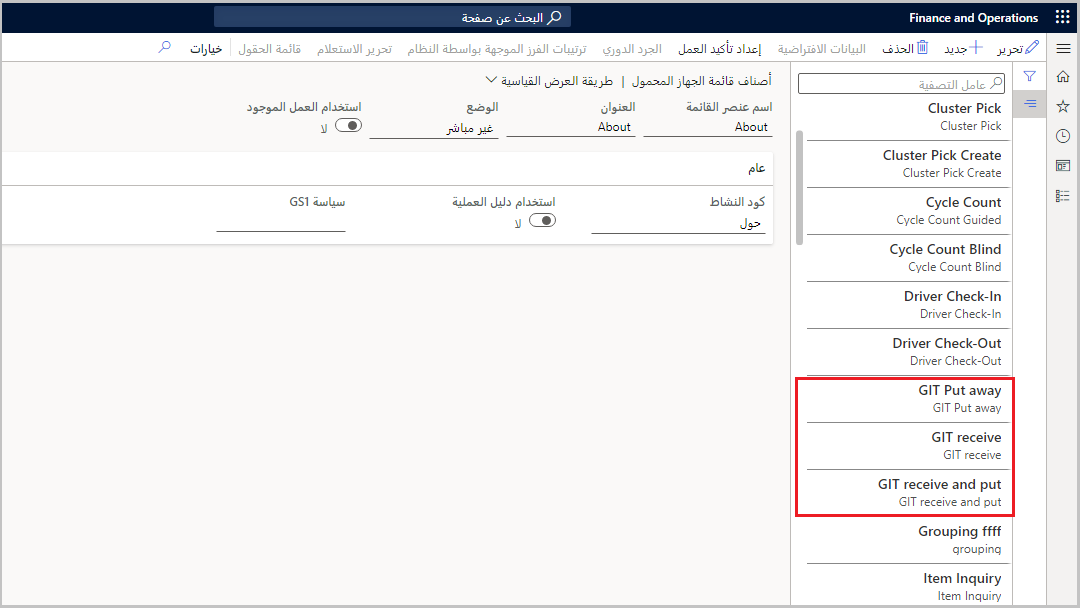 Finance and Operations
البحث عن صفحة
تحرير
جديد
الحذف
البيانات الافتراضية
إعداد تأكيد العمل
الجرد الدوري
ترتيبات الفرز الموجهة بواسطة النظام
تحرير الاستعلام
قائمة الحقول
خيارات
عامل التصفية
Cluster Pick
Cluster Pick
Cluster Pick Create
Cluster Pick Create
Cycle Count
Cycle Count Guided
Cycle Count Blind
Cycle Count Blind
Driver Check-In
Driver Check-In
Driver Check-Out
Driver Check-Out
GIT Put away
GIT Put away
GIT receive
GIT receive
GIT receive and put
GIT receive and put
Grouping ffff
grouping
Item Inquiry
Item Inquiry
أصناف قائمة الجهاز المحمول | طريقة العرض القياسية
اسم عنصر القائمة
About
العنوان
About
الوضع
غير مباشر
استخدام العمل الموجود
لا
عام
كود النشاط
حول
استخدام دليل العملية
لا
سياسة GS1